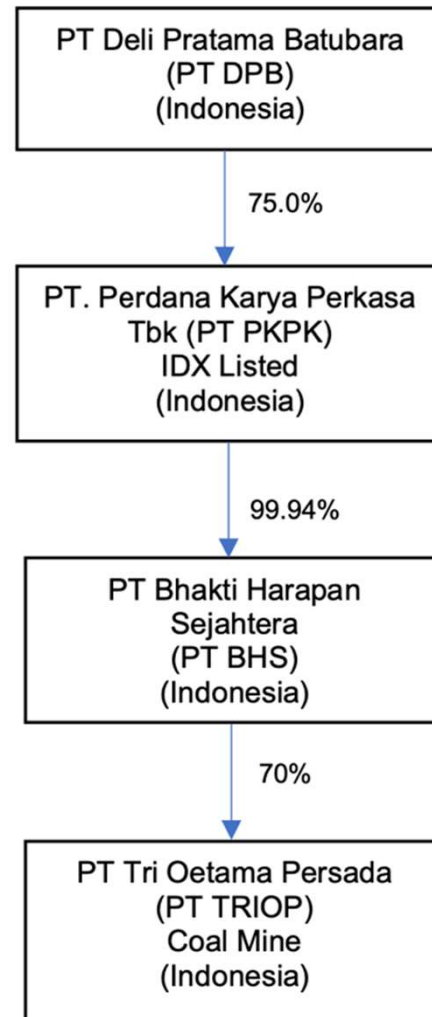 PT Deli Pratama Batubara
(PT DPB)
(Indonesia)
75.0%
PT. Perdana Karya Perkasa
Tbk (PT PKPK)
IDX Listed
(Indonesia)
99.94%
PT Bhakti Harapan
Sejahtera
(PT BHS)
(Indonesia)
70%
PT Tri Oetama Persada
(PT TRIOP)
Coal Mine
(Indonesia)